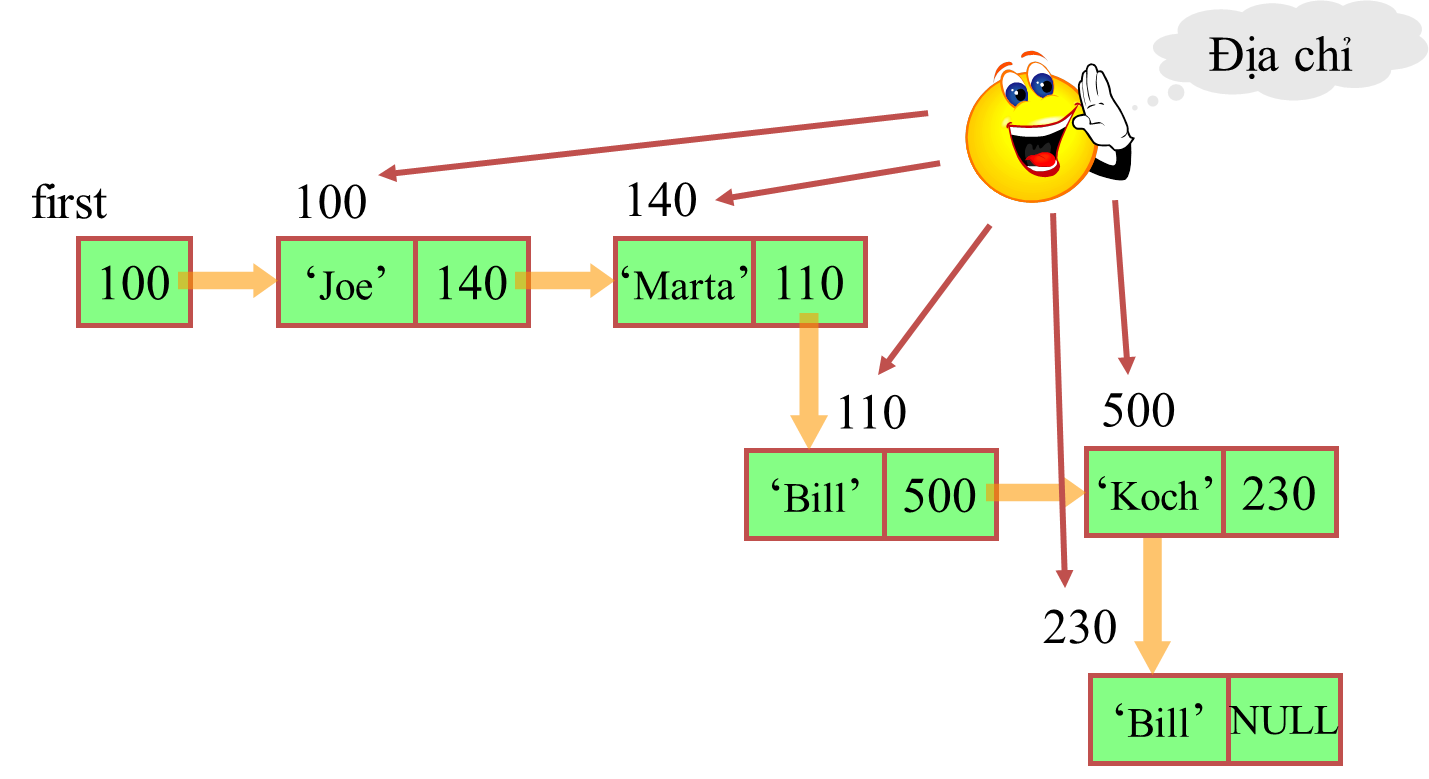 Địa chỉ
first
100
140
100
‘Joe’
140
‘Marta’
110
110
500
‘Bill’
500
‘Koch’
230
230
‘Bill’
NULL